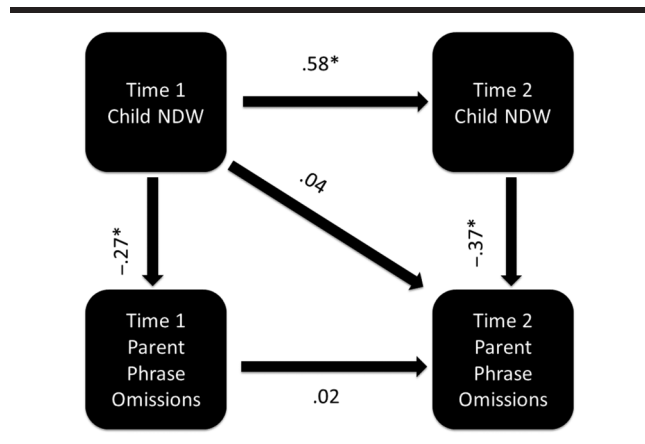 Time 1
Child NDW
.58*
Time 2
Child NDW
.04
–.27*
–.37*
Time 1
Parent
Phrase
Omissions
.02
Time 2
Parent
Phrase
Omissions